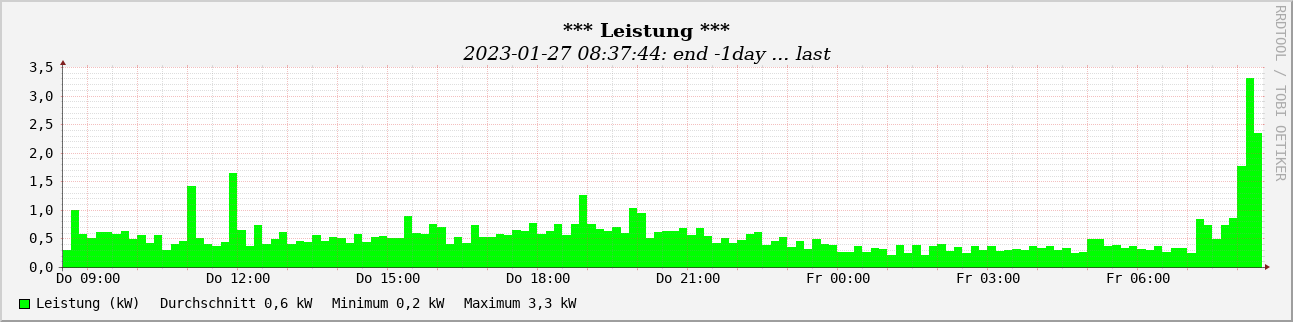 *** Leistung ***
2023-01-27 08:37:44: end -1day ... last
RRDTOOL / TOBI OETIKER
3,5
3,0
2,5
2,0
1,5
1,0
0,5
0,0
Do 09:00 Do 12:00 Do 15:00 Do 18:00 Do 21:00 Fr 00:00 Fr 03:00 Fr 06:00
Leistung (kW) Durchschnitt 0,6 kW Minimum 0,2 kW Maximum 3,3 kW